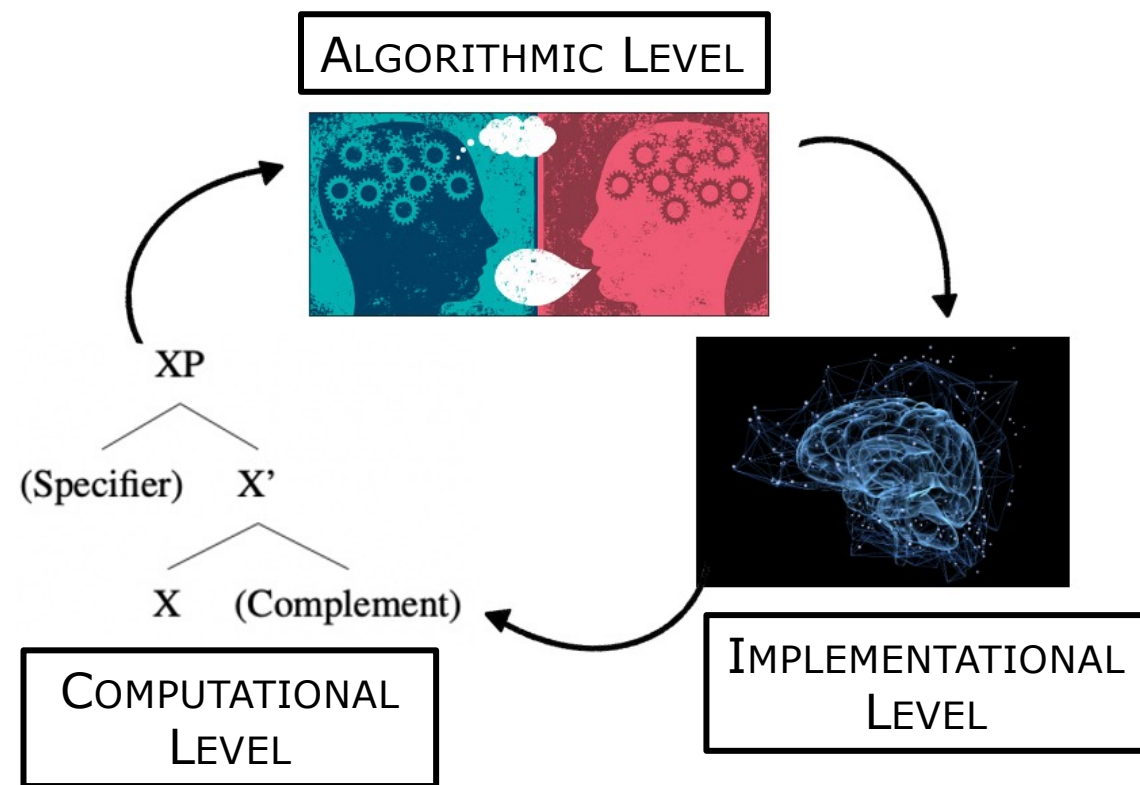 ALGORITHMIC LEVEL
XP
(Specifier) X’
X (Complement)
COMPUTATIONAL
LEVEL
IMPLEMENTATIONAL
LEVEL